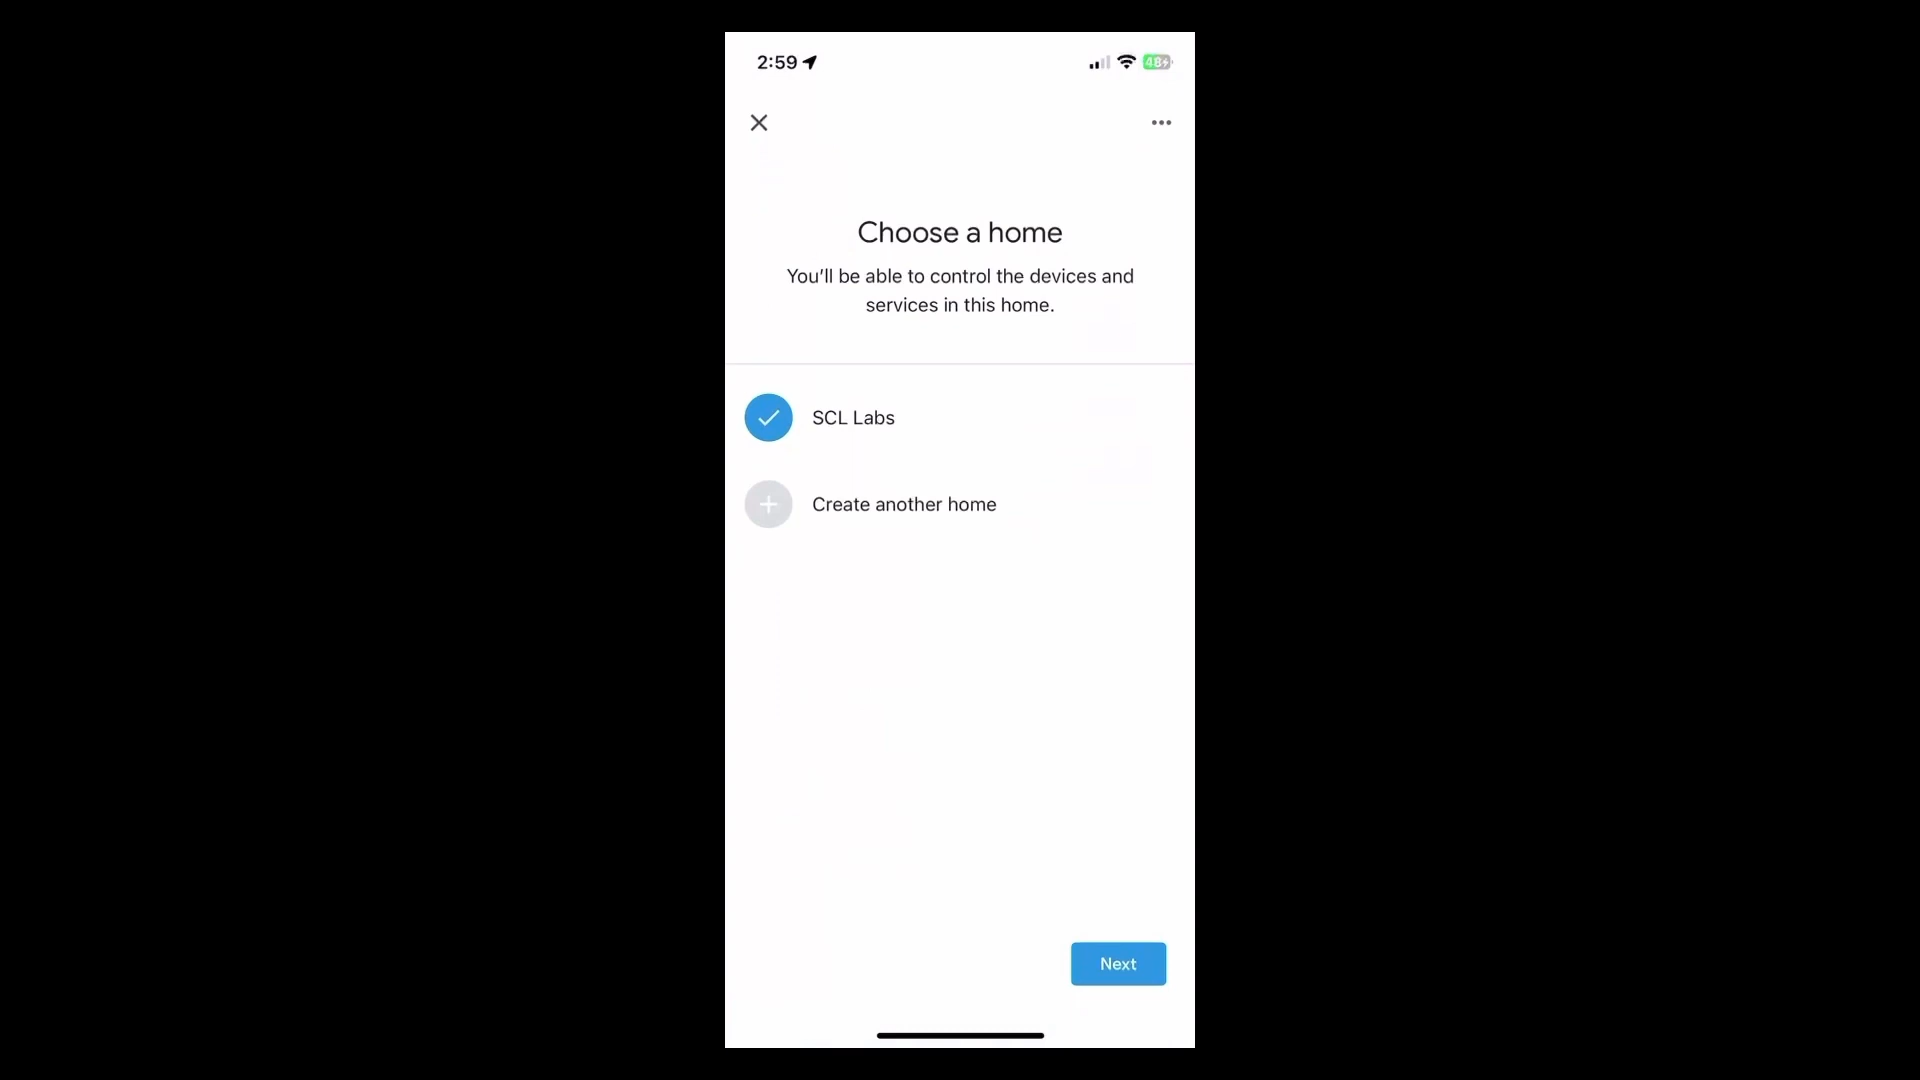 2:59
48
Choose a home
You'll be able to control the devices and
services in this home.
SCL Labs
Create another home
Next